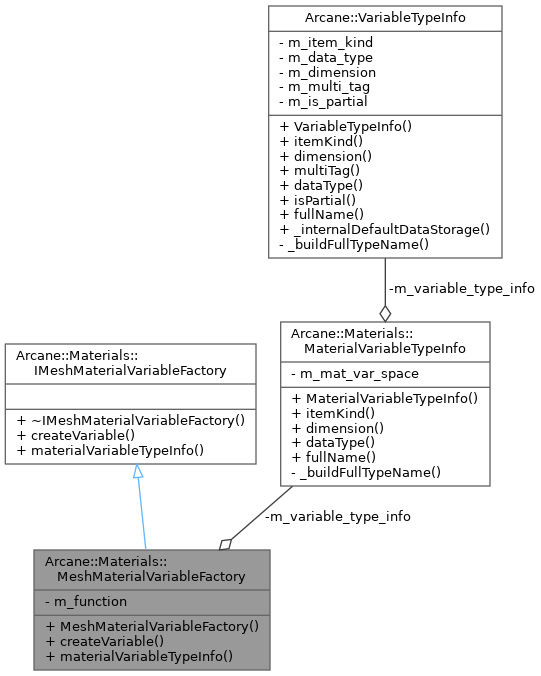 Arcane::VariableTypeInfo
- m_item_kind
- m_data_type
- m_dimension
- m_multi_tag
- m_is_partial
+ VariableTypeInfo()
+ itemKind()
+ dimension()
+ multiTag()
+ dataType()
+ isPartial()
+ fullName()
+ _internalDefaultDataStorage()
- _buildFullTypeName()
-m_variable_type_info
Arcane::Materials::
MaterialVariableTypeInfo
- m_mat_var_space
+ MaterialVariableTypeInfo()
+ itemKind()
+ dimension()
+ dataType()
+ fullName()
- _buildFullTypeName()
Arcane::Materials::
IMeshMaterialVariableFactory
+ ~IMeshMaterialVariableFactory()
+ createVariable()
+ materialVariableTypeInfo()
-m_variable_type_info
Arcane::Materials::
MeshMaterialVariableFactory
- m_function
+ MeshMaterialVariableFactory()
+ createVariable()
+ materialVariableTypeInfo()